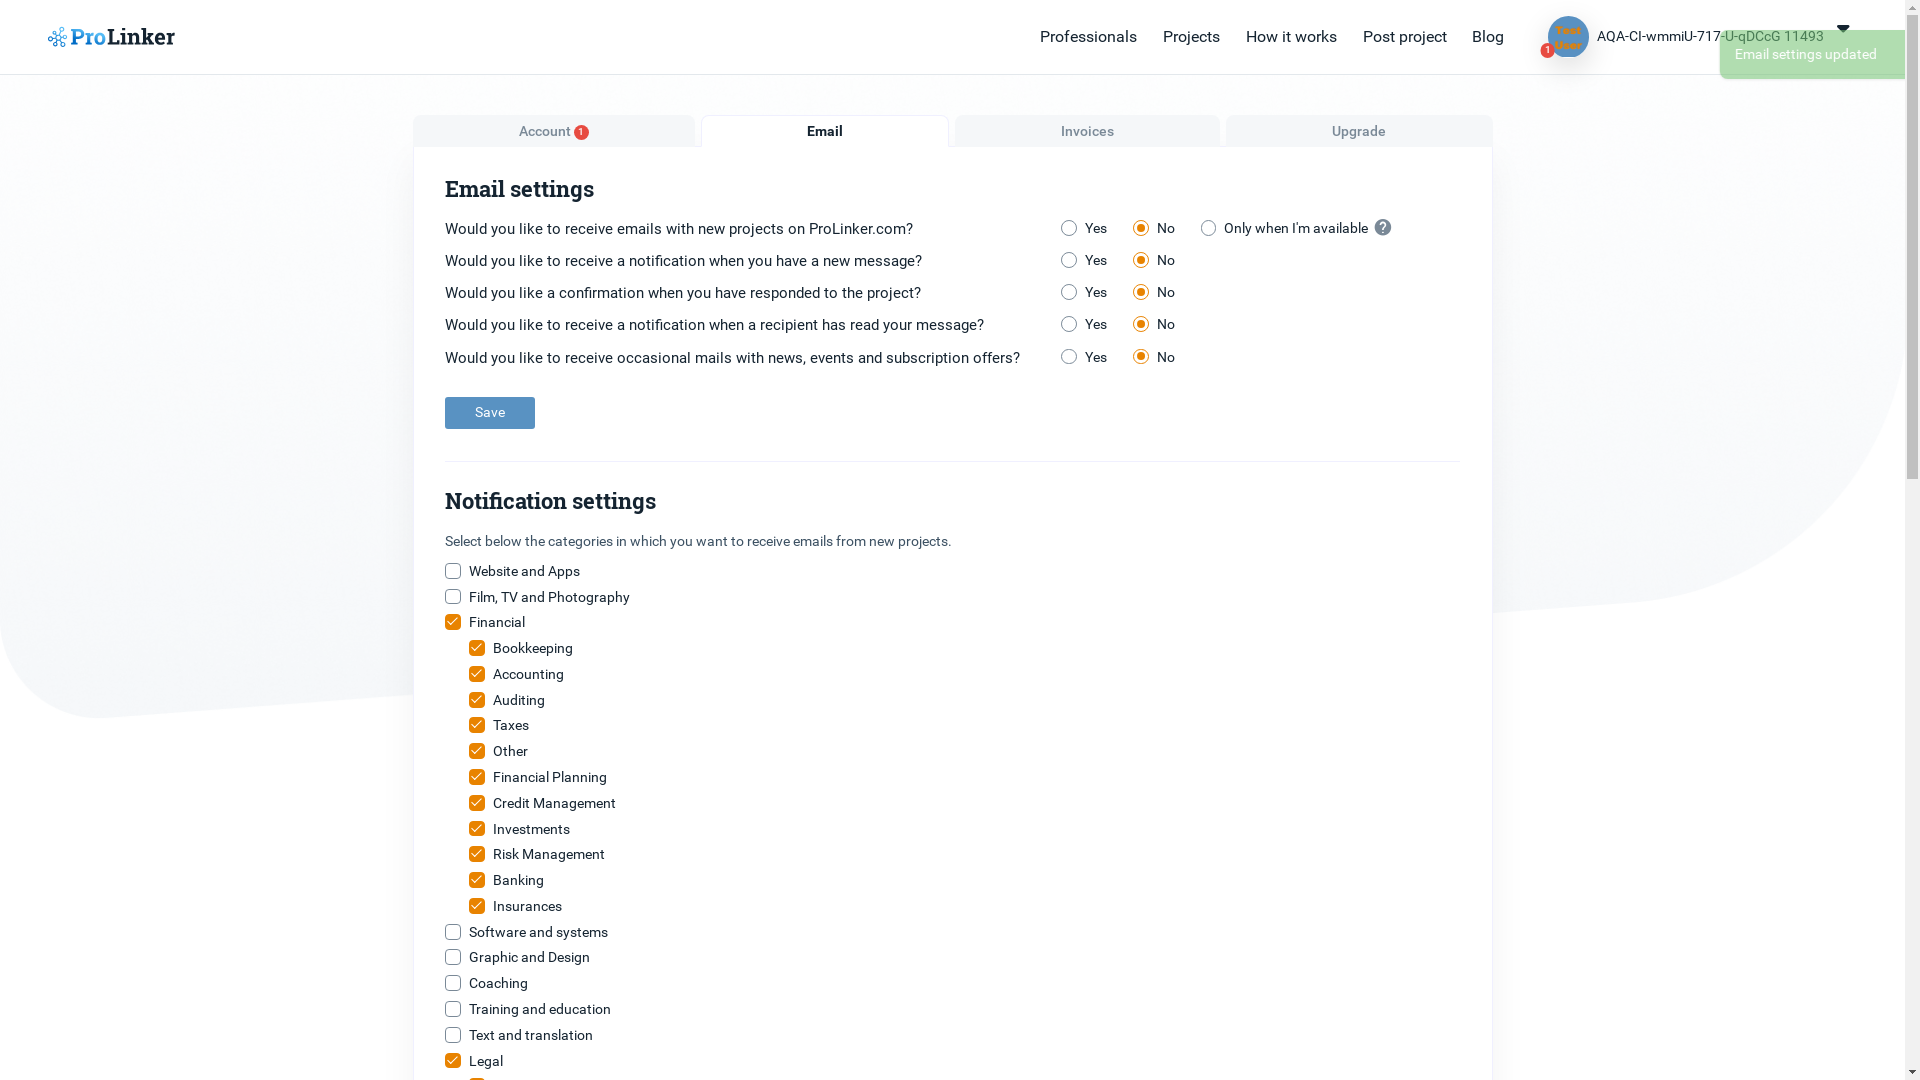 ProLinker
Professionals Projects How it works Post project Blog
Test
User
1
AQA-CI-wmmiU-717-U-qDCcG 11493
Email settings updated
Account 1
Email
Invoices
Upgrade
Email settings
Would you like to receive emails with new projects on ProLinker.com? Yes No Only when I'm available ?
Would you like to receive a notification when you have a new message? Yes No
Would you like a confirmation when you have responded to the project? Yes No
Would you like to receive a notification when a recipient has read your message? Yes No
Would you like to receive occasional mails with news, events and subscription offers? Yes No
Save
Notification settings
Select below the categories in which you want to receive emails from new projects.
Website and Apps
Film, TV and Photography
Financial
Bookkeeping
Accounting
Auditing
Taxes
Other
Financial Planning
Credit Management
Investments
Risk Management
Banking
Insurances
Software and systems
Graphic and Design
Coaching
Training and education
Text and translation
Legal